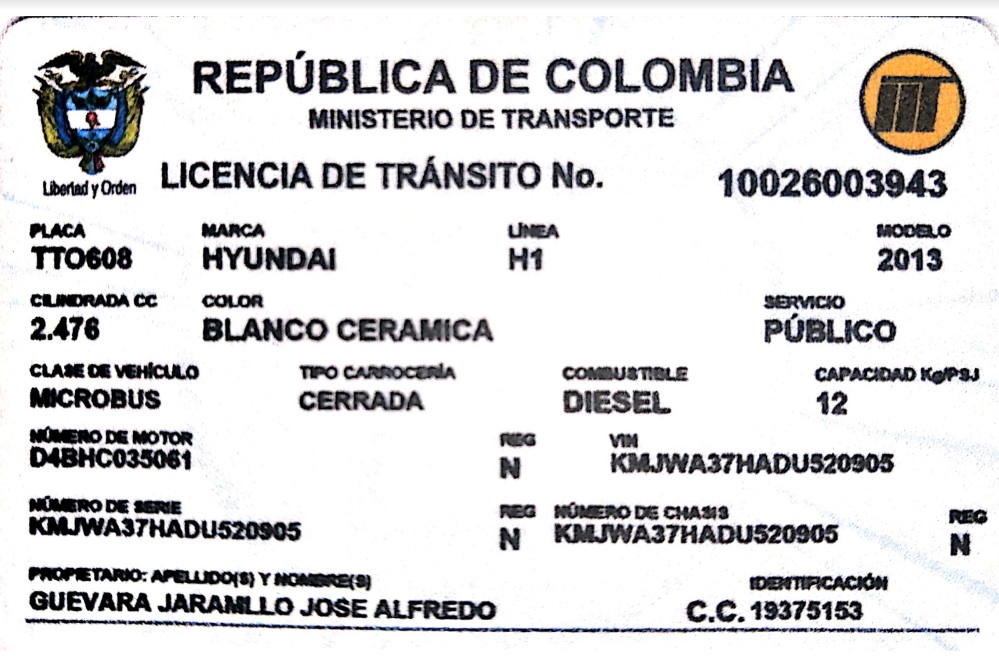 REPÚBLICA DE COLOMBIA
MINISTERIO DE TRANSPORTE
Libertad y Orden
LICENCIA DE TRÁNSITO No. 10026003943
PLACA MARCA LÍNEA MODELO
TTO608 HYUNDAI H1 2013
CILINDRADA CC COLOR SERVICIO
2.476 BLANCO CERAMICA PÚBLICO
CLASE DE VEHÍCULO TIPO CARROCERÍA COMBUSTIBLE CAPACIDAD Kg/PSJ
MICROBUS CERRADA DIESEL 12
NÚMERO DE MOTOR REG VIN
D4BHC035061 N KMJWA37HADU520905
NÚMERO DE SERIE REG NÚMERO DE CHASIS REG
KMJWA37HADU520905 N KMJWA37HADU520905 N
PROPIETARIO: APELLIDO(S) Y NOMBRE(S) IDENTIFICACIÓN
GUEVARA JARAMLLO JOSE ALFREDO C.C. 19375153